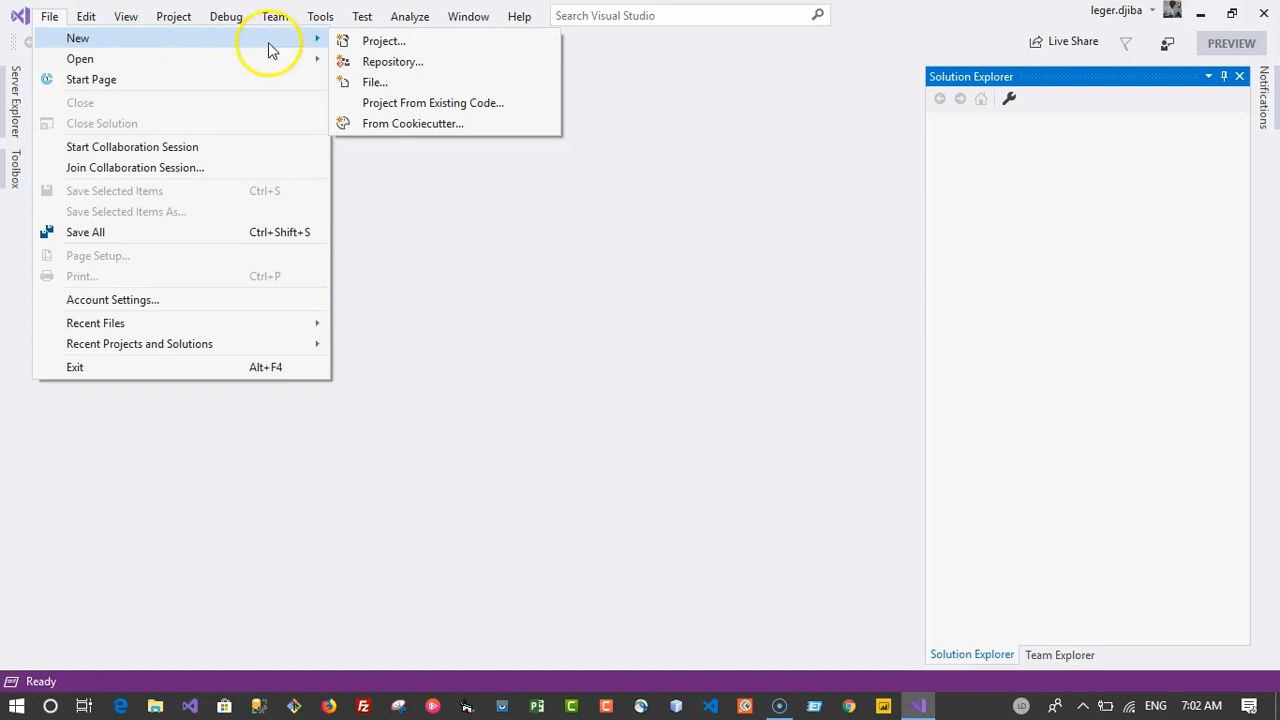 File Edit View Project Debug Team Tools Test Analyze Window Help Search Visual Studio leger.djiba
New
Open
Start Page
Close
Close Solution
Start Collaboration Session
Join Collaboration Session...
Save Selected Items Ctrl+S
Save Selected Items As...
Save All Ctrl+Shift+S
Page Setup...
Print... Ctrl+P
Account Settings...
Recent Files
Recent Projects and Solutions
Exit Alt+F4
Project...
Repository...
File...
Project From Existing Code...
From Cookiecutter...
Live Share PREVIEW
Server Explorer
Toolbox
Solution Explorer
Notifications
Solution Explorer Team Explorer
Ready
LD ENG 7:02 AM